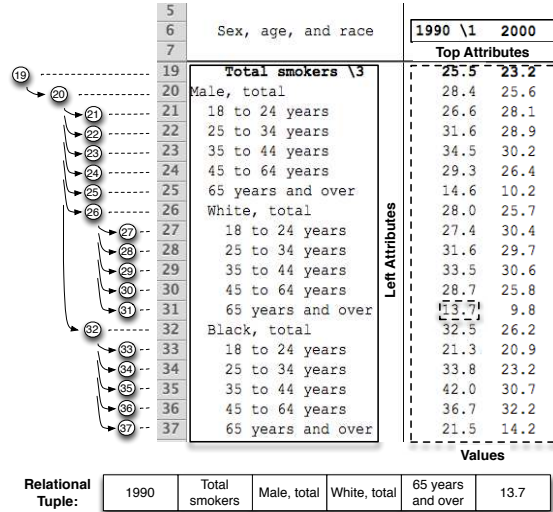 5
6 Sex, age, and race 1990 \1 2000
7 Top Attributes
19 19 Total smokers \3 25.5 23.2
20 20 Male, total 28.4 25.6
21 21 18 to 24 years 26.6 28.1
22 22 25 to 34 years 31.6 28.9
23 23 35 to 44 years 34.5 30.2
24 24 45 to 64 years 29.3 26.4
25 25 65 years and over 14.6 10.2
26 26 White, total 28.0 25.7
27 27 18 to 24 years 27.4 30.4
28 28 25 to 34 years 31.6 29.7
29 29 35 to 44 years 33.5 30.6
30 30 45 to 64 years 28.7 25.8
31 31 65 years and over 13.7 9.8
32 32 Black, total 32.5 26.2
33 33 18 to 24 years 21.3 20.9
34 34 25 to 34 years 33.8 23.2
35 35 35 to 44 years 42.0 30.7
36 36 45 to 64 years 36.7 32.2
37 37 65 years and over 21.5 14.2
Left Attributes
Values
Relational Tuple: 1990 Total smokers Male, total White, total 65 years and over 13.7